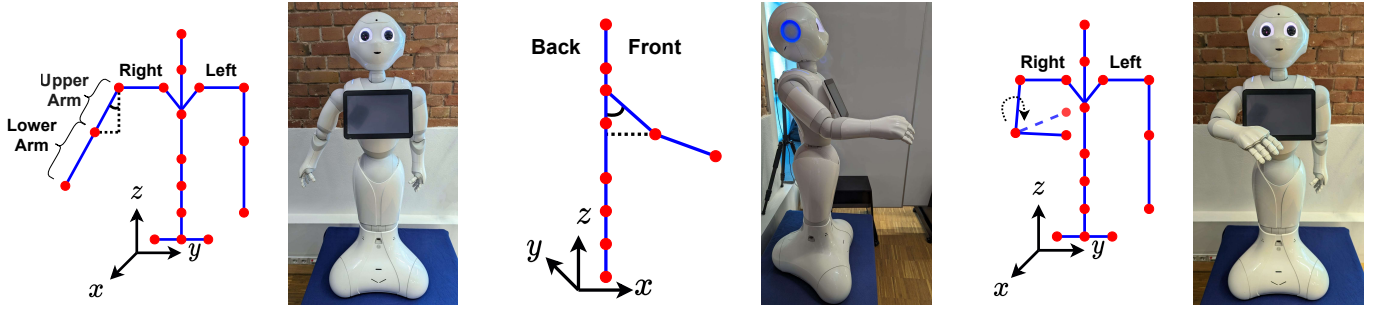 Right Left
Upper
Arm
Lower
Arm
z
y
x
Back Front
z
y
x
Right Left
z
y
x